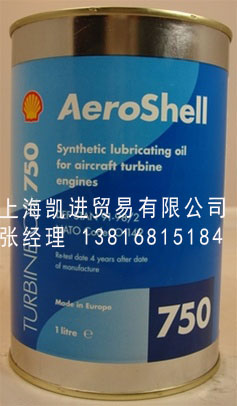 AeroShell
Synthetic lubricating oil
for aircraft turbine
engines
上海凯进贸易有限公司
张经理 13816815184
Re-test date 4 years after date
of manufacture
Made in Europe
1 litre
750
TURBINE 750